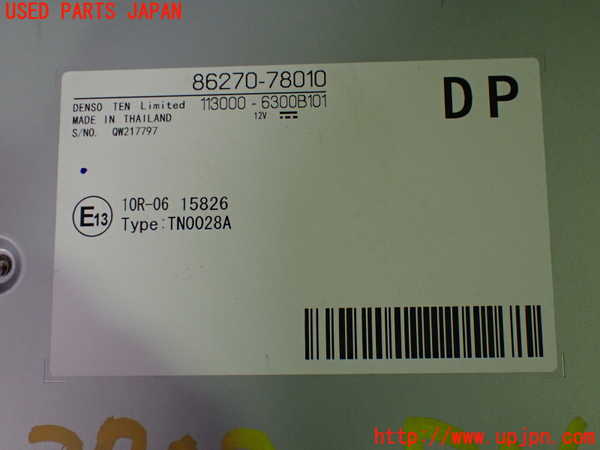 USED PARTS JAPAN
86270-78010
DENSO TEN Limited 113000-6300B101
MADE IN THAILAND 12V
S/NO. QW217797
DP
E13
10R-06 15826
Type:TN0028A
http://www.upjpn.com/